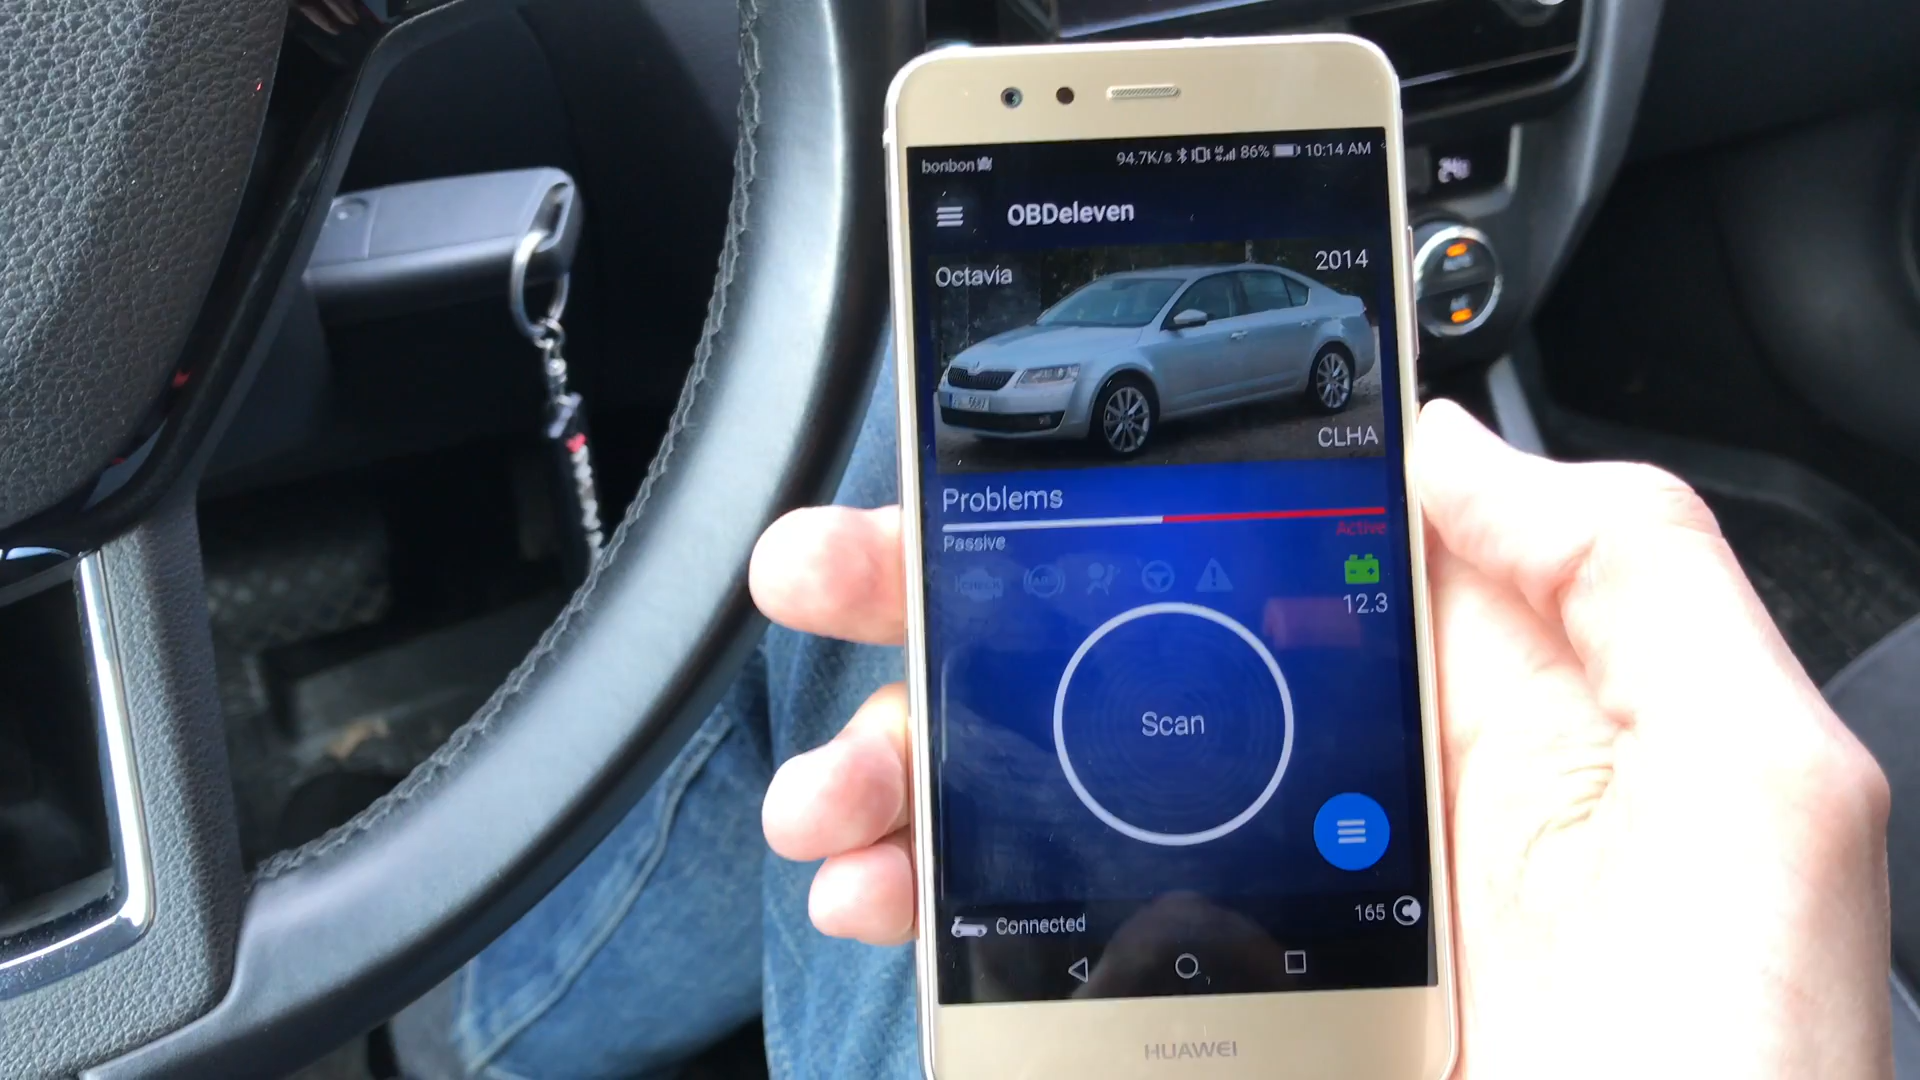 bonbon 94.7K/s 86% 10:14 AM
OBDeleven
Octavia 2014
CLHA
Problems
Active
Passive
12.3
Scan
Connected 165
HUAWEI